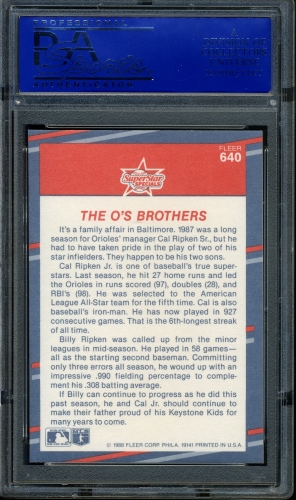 PROFESSIONAL
PSA
AUTHENTICATOR
A
DIVISION OF
COLLECTORS
UNIVERSE
FLEER
640
SuperStar
Specials
THE O'S BROTHERS
It's a family affair in Baltimore. 1987 was a long
season for Orioles' manager Cal Ripken Sr., but he
had to have taken pride in the play of two of his
star infielders. They happen to be his two sons.
Cal Ripken Jr. is one of baseball's true super-
stars. Last season, he hit 27 home runs and led
the Orioles in runs scored (97), doubles (28), and
RBI's (98). He was selected to the American
League All-Star team for the fifth time. Cal is also
baseball's iron-man. He has now played in 927
consecutive games. That is the 6th-longest streak
of all time.
Billy Ripken was called up from the minor
leagues in mid-season. He played in 58 games—
all as the starting second baseman. Committing
only three errors all season, he wound up with an
impressive .990 fielding percentage to comple-
ment his .308 batting average.
If Billy can continue to progress as he did this
past season, he and Cal Jr. should continue to
make their father proud of his Keystone Kids for
many years to come.
© 1988 FLEER CORP. PHILA. 19141 PRINTED IN U.S.A.